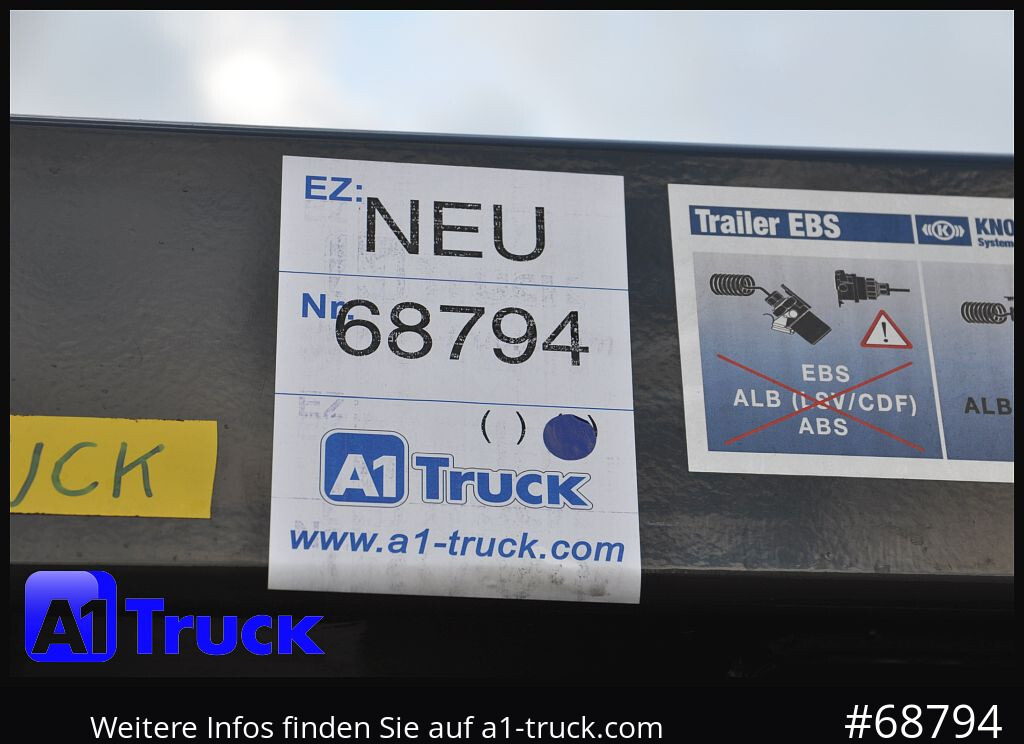 EZ:
NEU
Nr.
68794
EZ:
( ) )
A1 Truck
www.a1-truck.com
UCK
Trailer EBS
EBS
ALB (LSV/CDF)
ABS
ALB
A1 Truck
Weitere Infos finden Sie auf a1-truck.com
#68794